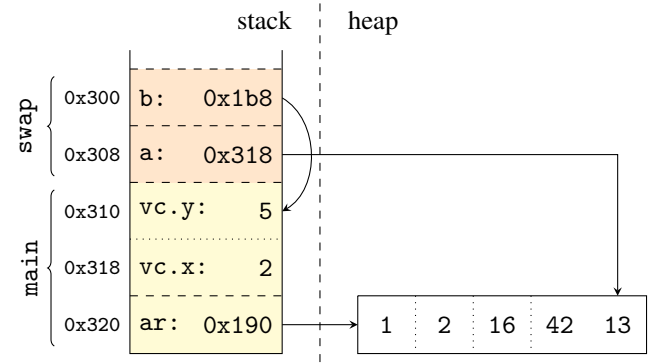 stack heap
swap
0x300 b: 0x1b8
0x308 a: 0x318
main
0x310 vc.y: 5
0x318 vc.x: 2
0x320 ar: 0x190 1 2 16 42 13